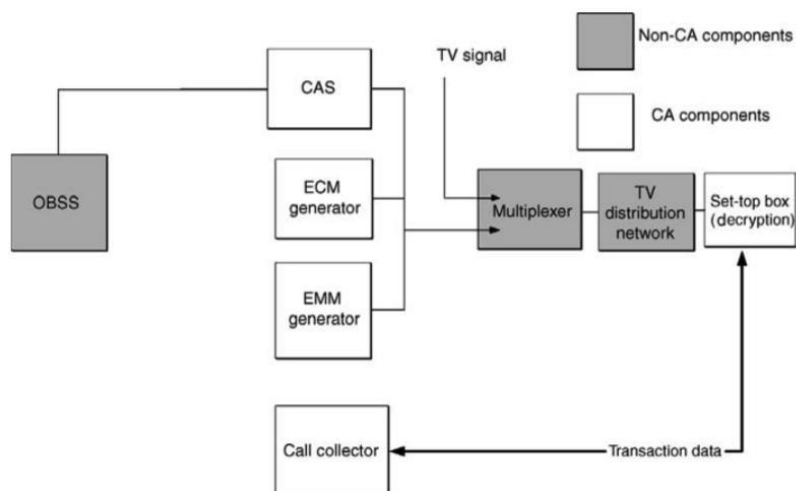 Non-CA components
TV signal
CAS
CA components
OBSS
ECM
generator
Multiplexer
TV
distribution
network
Set-top box
(decryption)
EMM
generator
Call collector
Transaction data